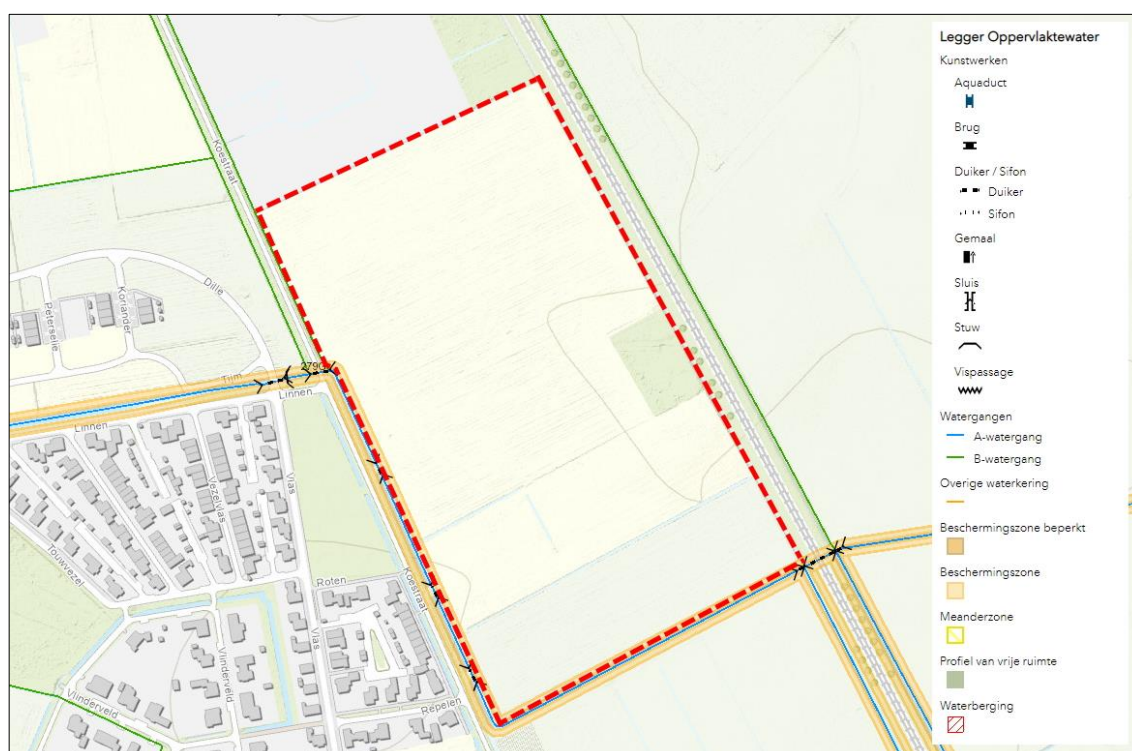 Koestraat
Dille
Koriander
Peterselie
Tijm
Linnen
Linnen
Vlas
Vezelvlas
Touwvezel
Roten
Koestraat
Vlas
Vlinderveld
Vlinderveld
Repelen
Legger Oppervlaktewater
Kunstwerken
Aquaduct
Brug
Duiker / Sifon
Duiker
Sifon
Gemaal
Sluis
Stuw
Vispassage
Watergangen
A-watergang
B-watergang
Overige waterkering
Beschermingszone beperkt
Beschermingszone
Meanderzone
Profiel van vrije ruimte
Waterberging